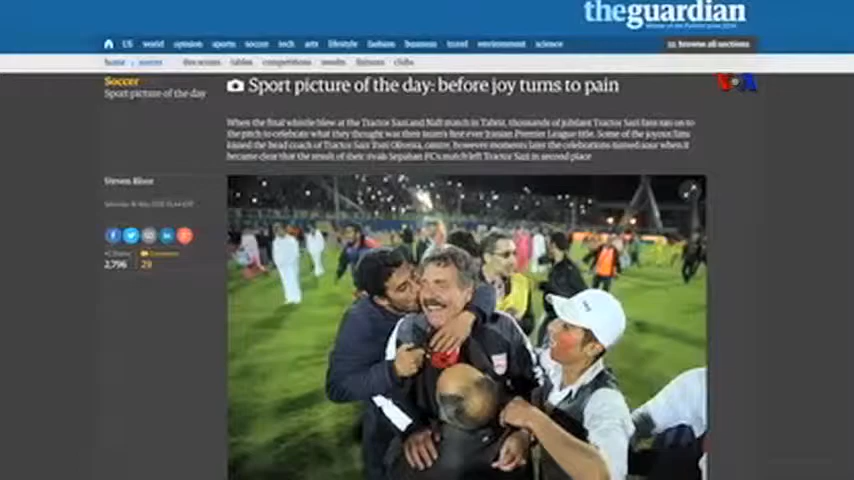 theguardian
US world opinion sports soccer tech arts lifestyle fashion business travel environment science browse all sections
home soccer live scores tables competitions results fixtures clubs
Soccer
Sport picture of the day
Sport picture of the day: before joy turns to pain
VOA
When the final whistle blew at the Tractor Sazi and Naft match in Tabriz, thousands of jubilant Tractor Sazi fans ran on to
the pitch to celebrate what they thought was their team's first ever Iranian Premier League title. Some of the joyous fans
kissed the head coach of Tractor Sazi Toni Oliveira, centre, however moments later the celebrations turned sour when it
became clear that the result of their rivals Sepahan FC's match left Tractor Sazi in second place
Steven Bloor
Shares
Comments
2,796
29